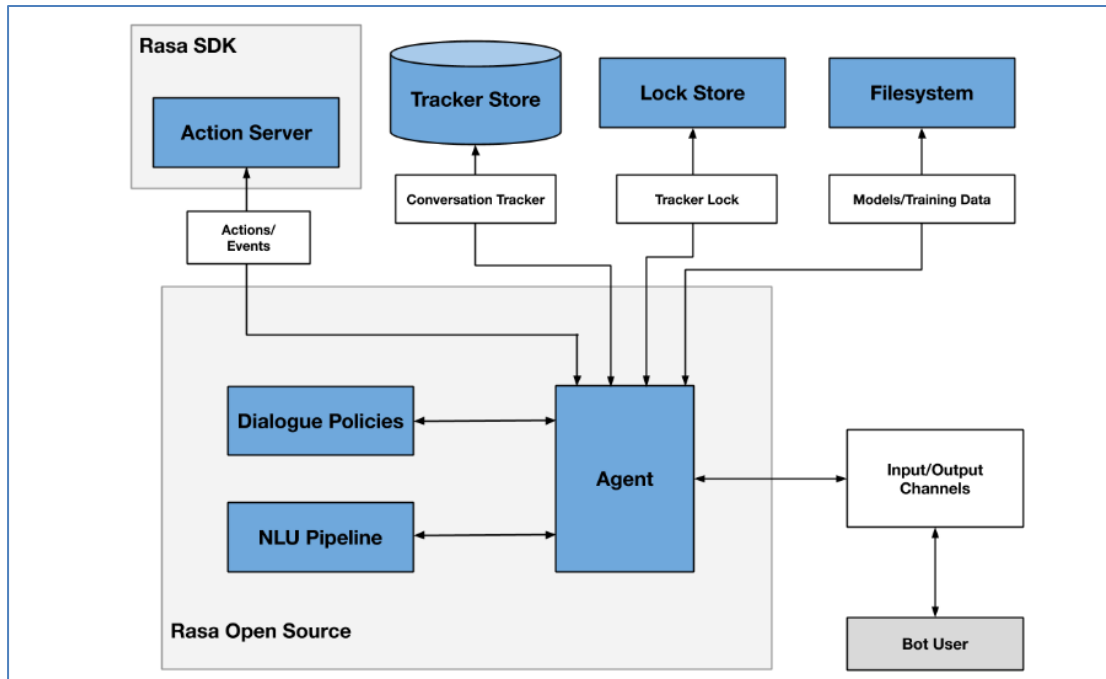 Rasa SDK
Action Server
Tracker Store
Lock Store
Filesystem
Actions/
Events
Conversation Tracker
Tracker Lock
Models/Training Data
Dialogue Policies
NLU Pipeline
Agent
Input/Output
Channels
Rasa Open Source
Bot User